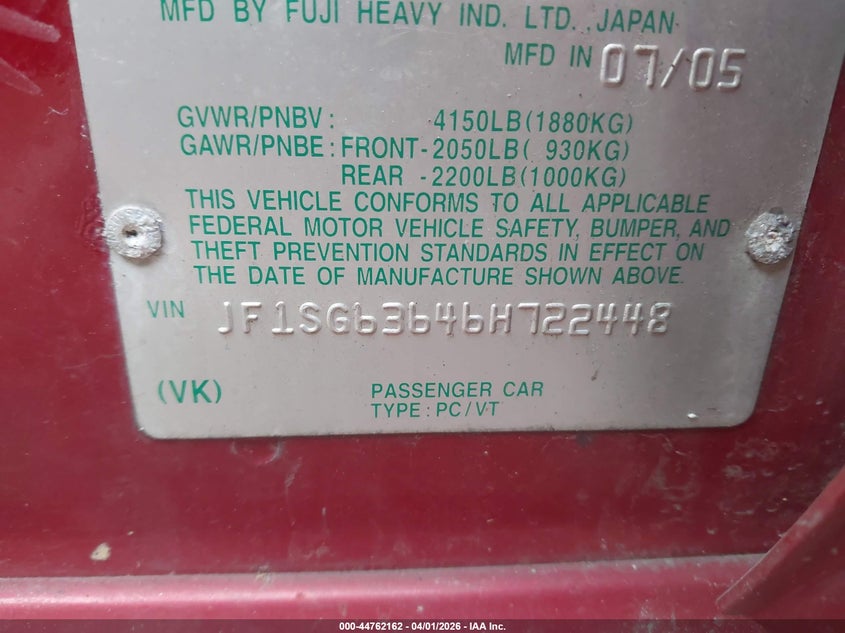 MFD BY FUJI HEAVY IND. LTD., JAPAN
MFD IN 07/05
GVWR/PNBV: 4150LB(1880KG)
GAWR/PNBE: FRONT-2050LB( 930KG)
REAR -2200LB(1000KG)
THIS VEHICLE CONFORMS TO ALL APPLICABLE
FEDERAL MOTOR VEHICLE SAFETY, BUMPER, AND
THEFT PREVENTION STANDARDS IN EFFECT ON
THE DATE OF MANUFACTURE SHOWN ABOVE.
VIN JF1SG63646H722448
(VK) PASSENGER CAR
TYPE: PC/VT
000-44762162 - 04/01/2026 - IAA Inc.